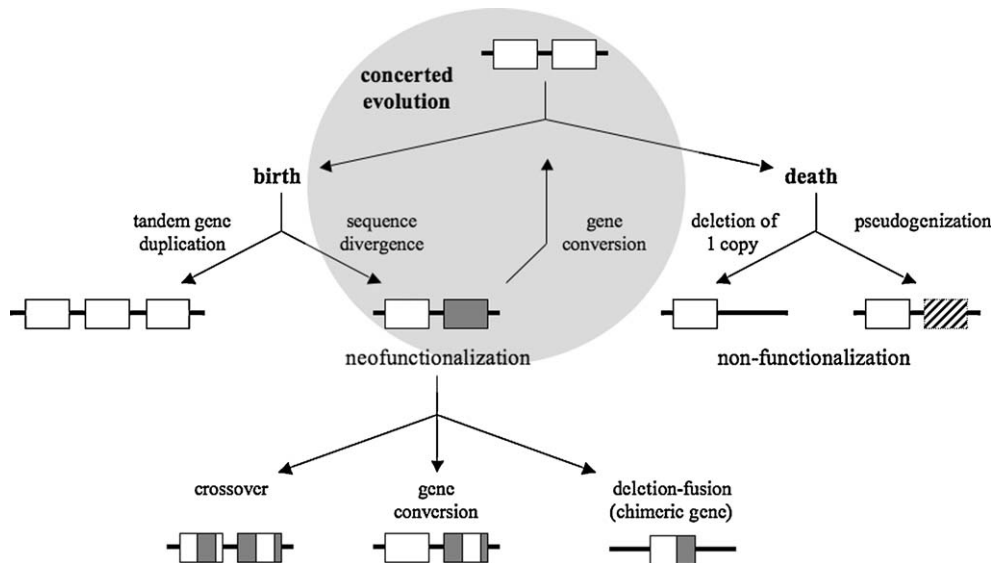 concerted
evolution
birth
death
tandem gene
duplication
sequence
divergence
gene
conversion
deletion of
1 copy
pseudogenization
neofunctionalization
non-functionalization
crossover
gene
conversion
deletion-fusion
(chimeric gene)